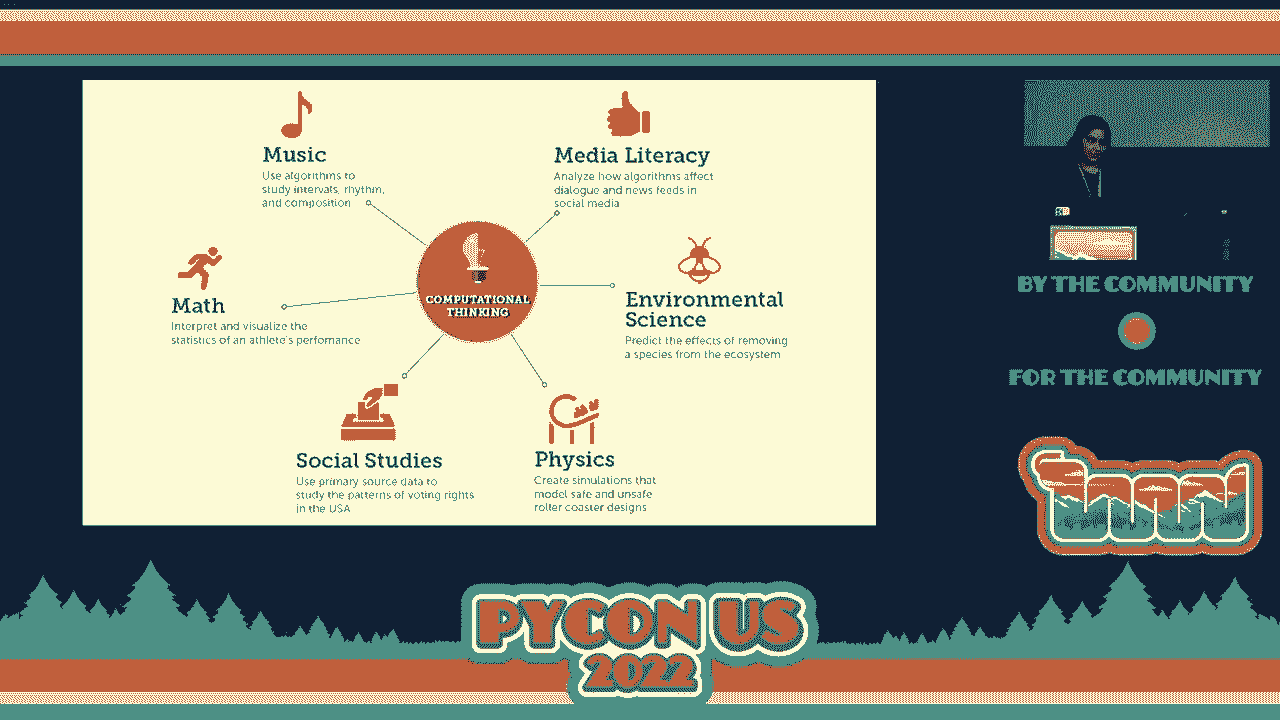 Music
Use algorithms to
study intervals, rhythm,
and composition
Media Literacy
Analyze how algorithms affect
dialogue and news feeds in
social media
Math
Interpret and visualize the
statistics of an athlete's perfomance
COMPUTATIONAL
THINKING
Environmental
Science
Predict the effects of removing
a species from the ecosystem
Social Studies
Use primary source data to
study the patterns of voting rights
in the USA
Physics
Create simulations that
model safe and unsafe
roller coaster designs
BY THE COMMUNITY
FOR THE COMMUNITY
PYCON US
2022